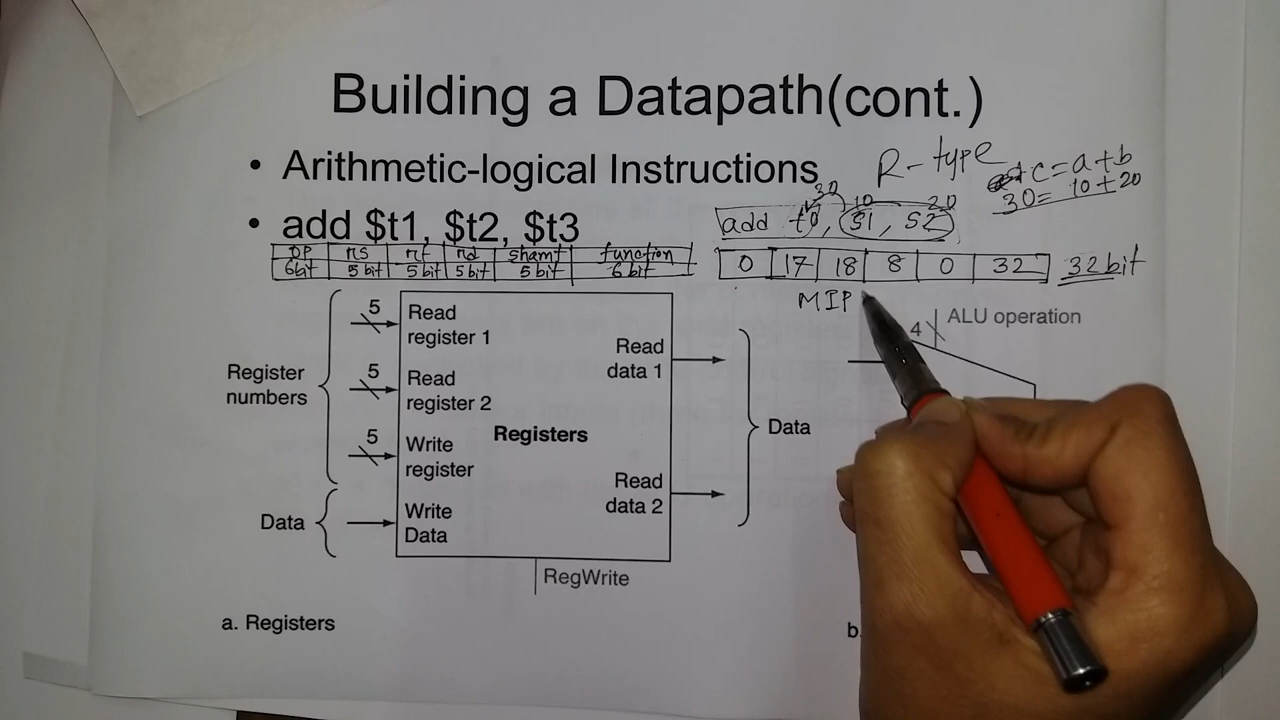 Building a Datapath(cont.)
• Arithmetic-logical Instructions
R-type
c=a+b
30= 10+20
• add $t1, $t2, $t3
30 10 20
add t0, S1, S2
OP rs rt rd shamt function
6bit 5 bit 5 bit 5 bit 5 bit 6 bit
0 17 18 8 0 32 32 bit
MIP
5 Read register 1
5 Read register 2
5 Write register
Write Data
Register numbers
Data
Registers
Read data 1
Read data 2
Data
4 ALU operation
RegWrite
a. Registers
b.